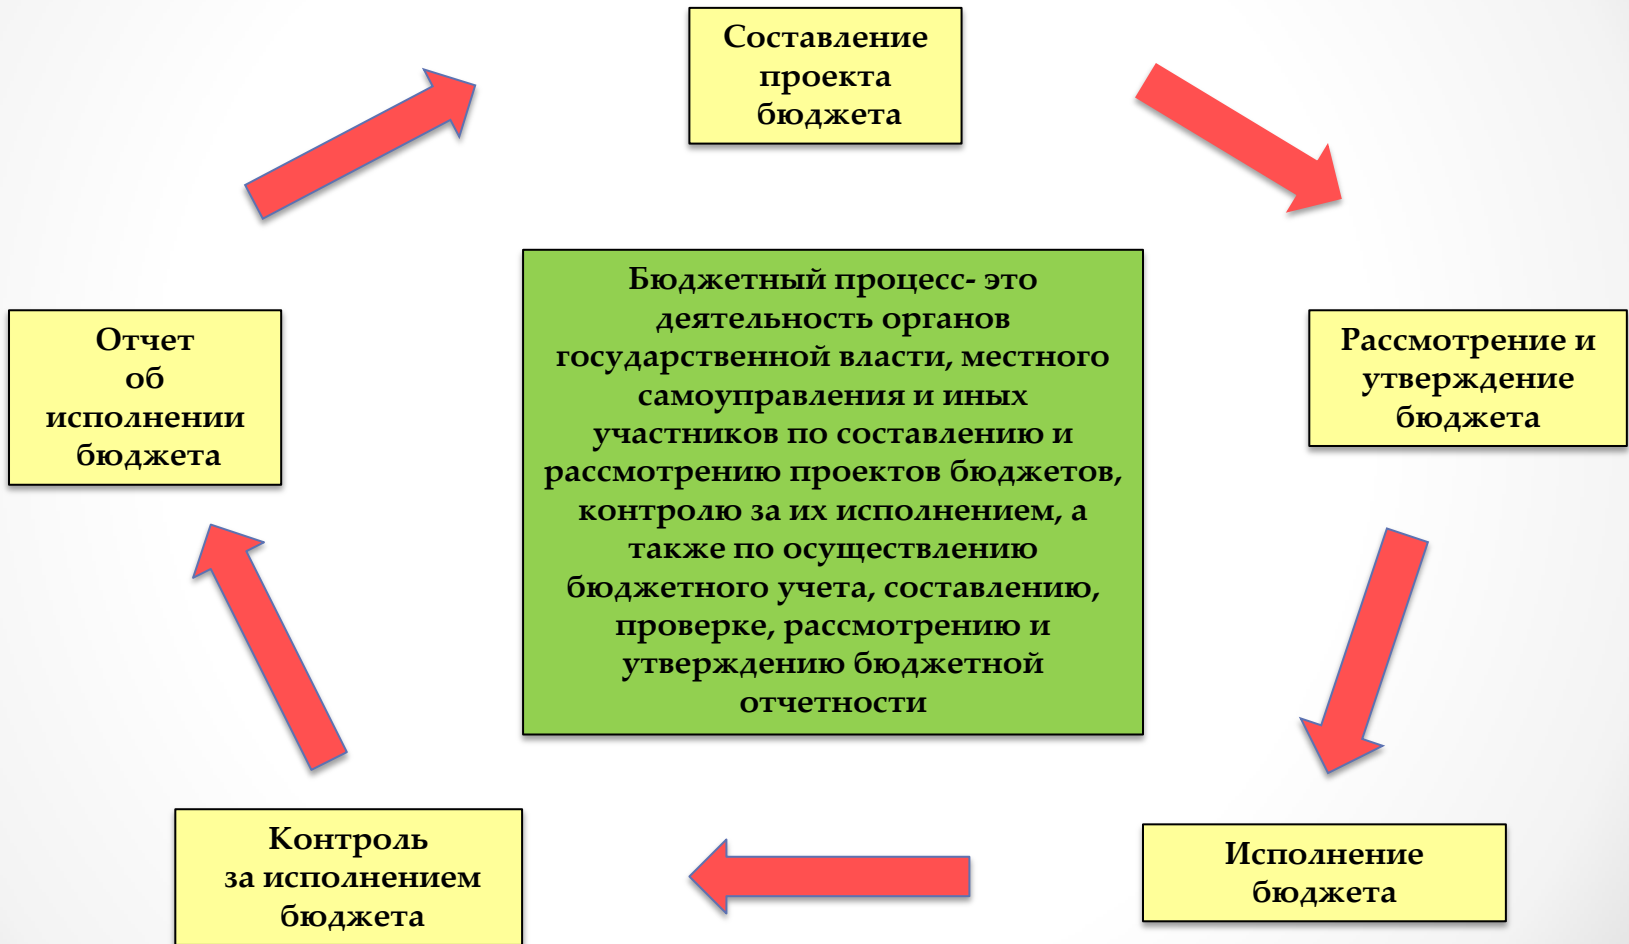 Составление
проекта
бюджета
Рассмотрение и
утверждение
бюджета
Исполнение
бюджета
Контроль
за исполнением
бюджета
Отчет
об
исполнении
бюджета
Бюджетный процесс- это
деятельность органов
государственной власти, местного
самоуправления и иных
участников по составлению и
рассмотрению проектов бюджетов,
контролю за их исполнением, а
также по осуществлению
бюджетного учета, составлению,
проверке, рассмотрению и
утверждению бюджетной
отчетности